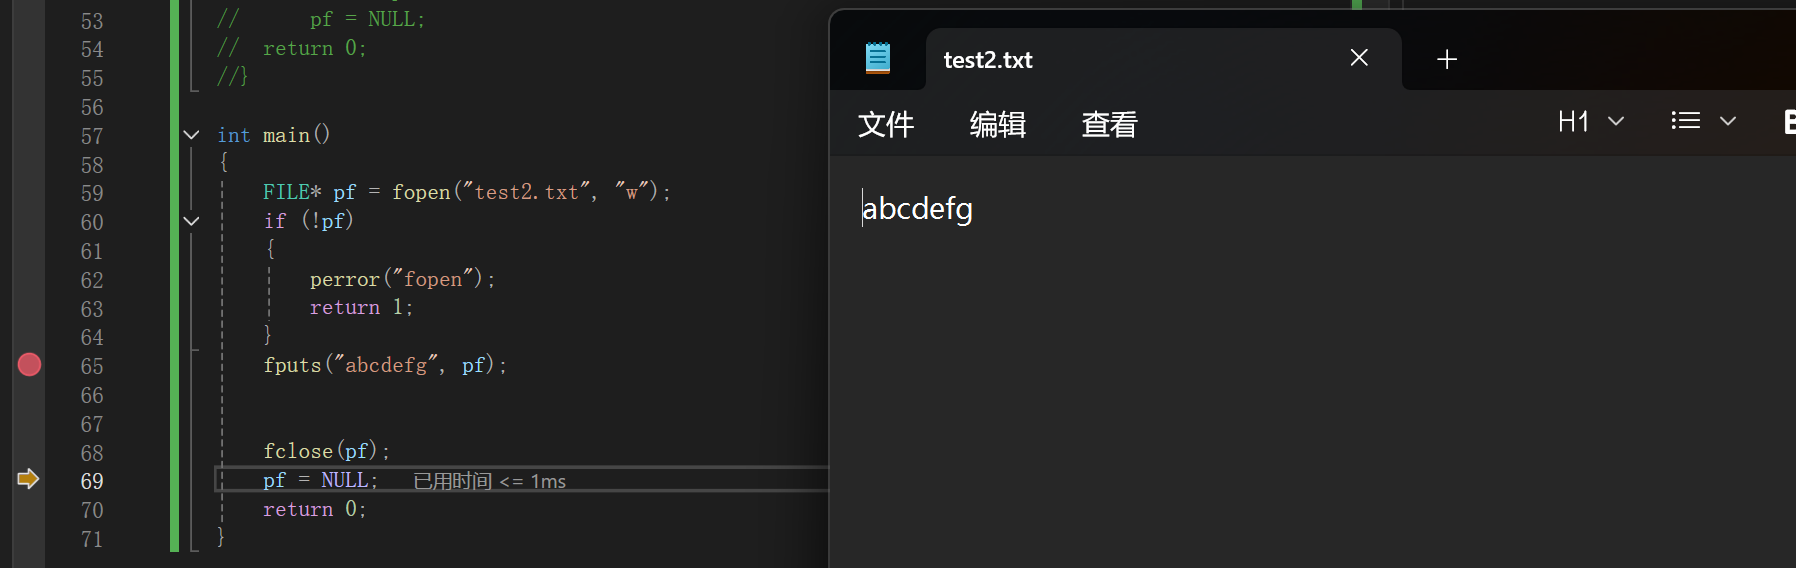 53 //      pf = NULL;
54 //  return 0;
55 //}
56
57 int main()
58 {
59     FILE* pf = fopen("test2.txt", "w");
60     if (!pf)
61     {
62         perror("fopen");
63         return 1;
64     }
65     fputs("abcdefg", pf);
66
67
68     fclose(pf);
69     pf = NULL;   已用时间 <= 1ms
70     return 0;
71 }
test2.txt
文件 编辑 查看 H1 B
abcdefg